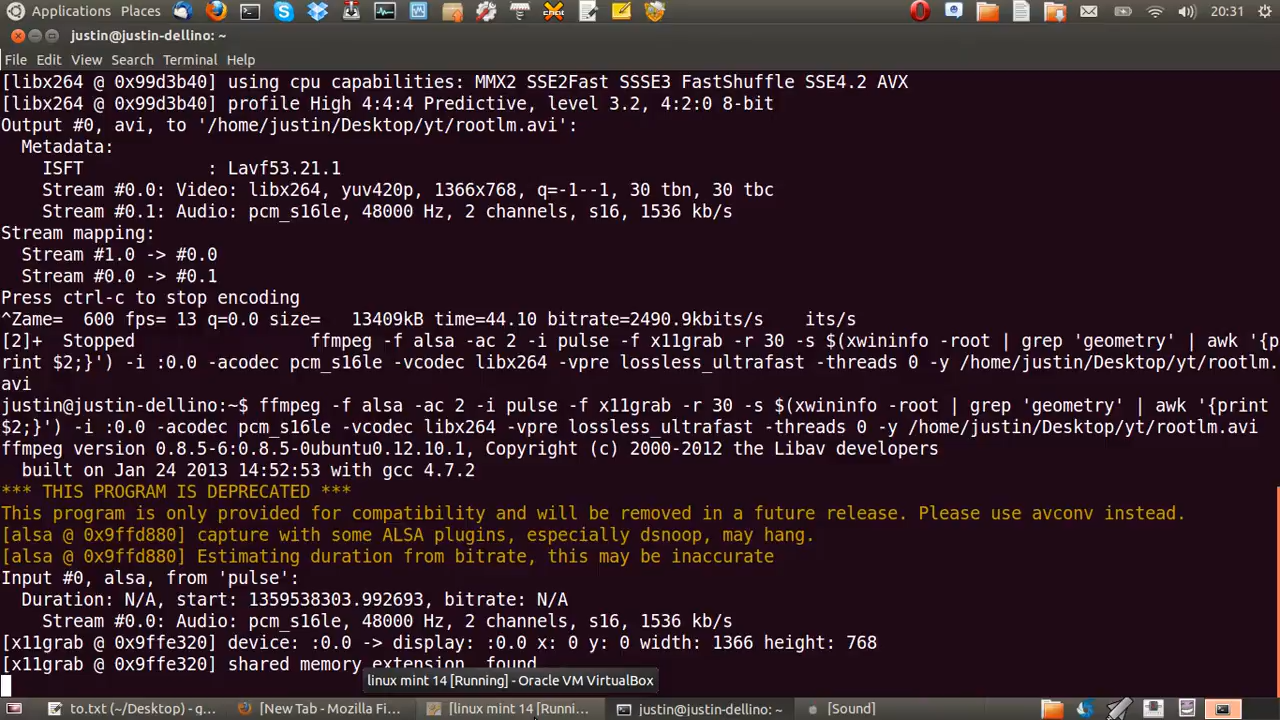 Applications Places 20:31
justin@justin-dellino: ~
File Edit View Search Terminal Help
[libx264 @ 0x99d3b40] using cpu capabilities: MMX2 SSE2Fast SSSE3 FastShuffle SSE4.2 AVX
[libx264 @ 0x99d3b40] profile High 4:4:4 Predictive, level 3.2, 4:2:0 8-bit
Output #0, avi, to '/home/justin/Desktop/yt/rootlm.avi':
Metadata:
ISFT : Lavf53.21.1
Stream #0.0: Video: libx264, yuv420p, 1366x768, q=-1--1, 30 tbn, 30 tbc
Stream #0.1: Audio: pcm_s16le, 48000 Hz, 2 channels, s16, 1536 kb/s
Stream mapping:
Stream #1.0 -> #0.0
Stream #0.0 -> #0.1
Press ctrl-c to stop encoding
^Zame= 600 fps= 13 q=0.0 size= 13409kB time=44.10 bitrate=2490.9kbits/s its/s
[2]+ Stopped ffmpeg -f alsa -ac 2 -i pulse -f x11grab -r 30 -s $(xwininfo -root | grep 'geometry' | awk '{p
rint $2;}') -i :0.0 -acodec pcm_s16le -vcodec libx264 -vpre lossless_ultrafast -threads 0 -y /home/justin/Desktop/yt/rootlm.
avi
justin@justin-dellino:~$ ffmpeg -f alsa -ac 2 -i pulse -f x11grab -r 30 -s $(xwininfo -root | grep 'geometry' | awk '{print
$2;}') -i :0.0 -acodec pcm_s16le -vcodec libx264 -vpre lossless_ultrafast -threads 0 -y /home/justin/Desktop/yt/rootlm.avi
ffmpeg version 0.8.5-6:0.8.5-0ubuntu0.12.10.1, Copyright (c) 2000-2012 the Libav developers
built on Jan 24 2013 14:52:53 with gcc 4.7.2
*** THIS PROGRAM IS DEPRECATED ***
This program is only provided for compatibility and will be removed in a future release. Please use avconv instead.
[alsa @ 0x9ffd880] capture with some ALSA plugins, especially dsnoop, may hang.
[alsa @ 0x9ffd880] Estimating duration from bitrate, this may be inaccurate
Input #0, alsa, from 'pulse':
Duration: N/A, start: 1359538303.992693, bitrate: N/A
Stream #0.0: Audio: pcm_s16le, 48000 Hz, 2 channels, s16, 1536 kb/s
[x11grab @ 0x9ffe320] device: :0.0 -> display: :0.0 x: 0 y: 0 width: 1366 height: 768
[x11grab @ 0x9ffe320] shared memory extension found
linux mint 14 [Running] - Oracle VM VirtualBox
to.txt (~/Desktop) - g... [New Tab - Mozilla Fi... [linux mint 14 [Runni... justin@justin-dellino: ~ [Sound]